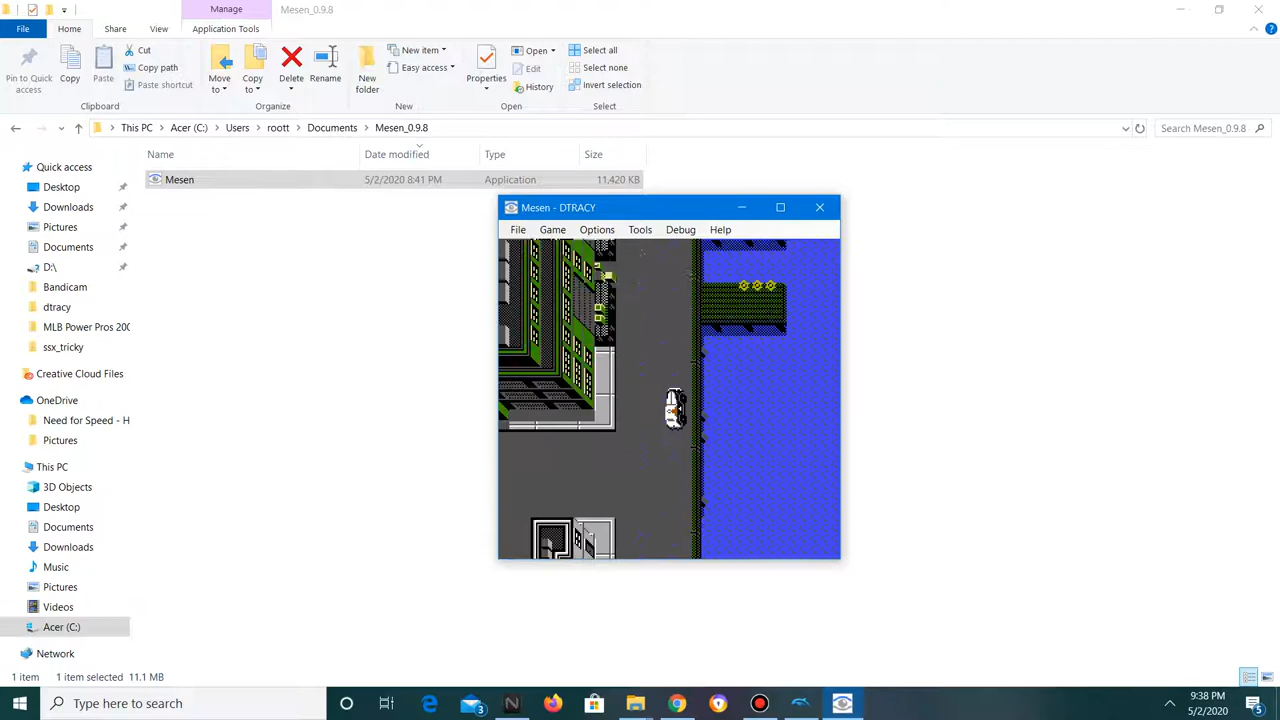 Manage
Mesen_0.9.8
File
Home
Share
View
Application Tools
Pin to Quick access
Copy
Paste
Cut
Copy path
Paste shortcut
Clipboard
Move to
Copy to
Delete
Rename
Organize
New folder
New item
Easy access
New
Properties
Open
Edit
History
Open
Select all
Select none
Invert selection
Select
This PC
Acer (C:)
Users
roott
Documents
Mesen_0.9.8
Search Mesen_0.9.8
Name
Date modified
Type
Size
Mesen
5/2/2020 8:41 PM
Application
11,420 KB
Quick access
Desktop
Downloads
Pictures
Documents
D:\
Bandicam
dtracy
MLB Power Pros 200
ssx_tricky
Creative Cloud Files
OneDrive
Need for Speed - H
Pictures
This PC
3D Objects
Desktop
Documents
Downloads
Music
Pictures
Videos
Acer (C:)
Network
Mesen - DTRACY
File
Game
Options
Tools
Debug
Help
1 item
1 item selected 11.1 MB
Type here to search
3
9:38 PM
5/2/2020
5